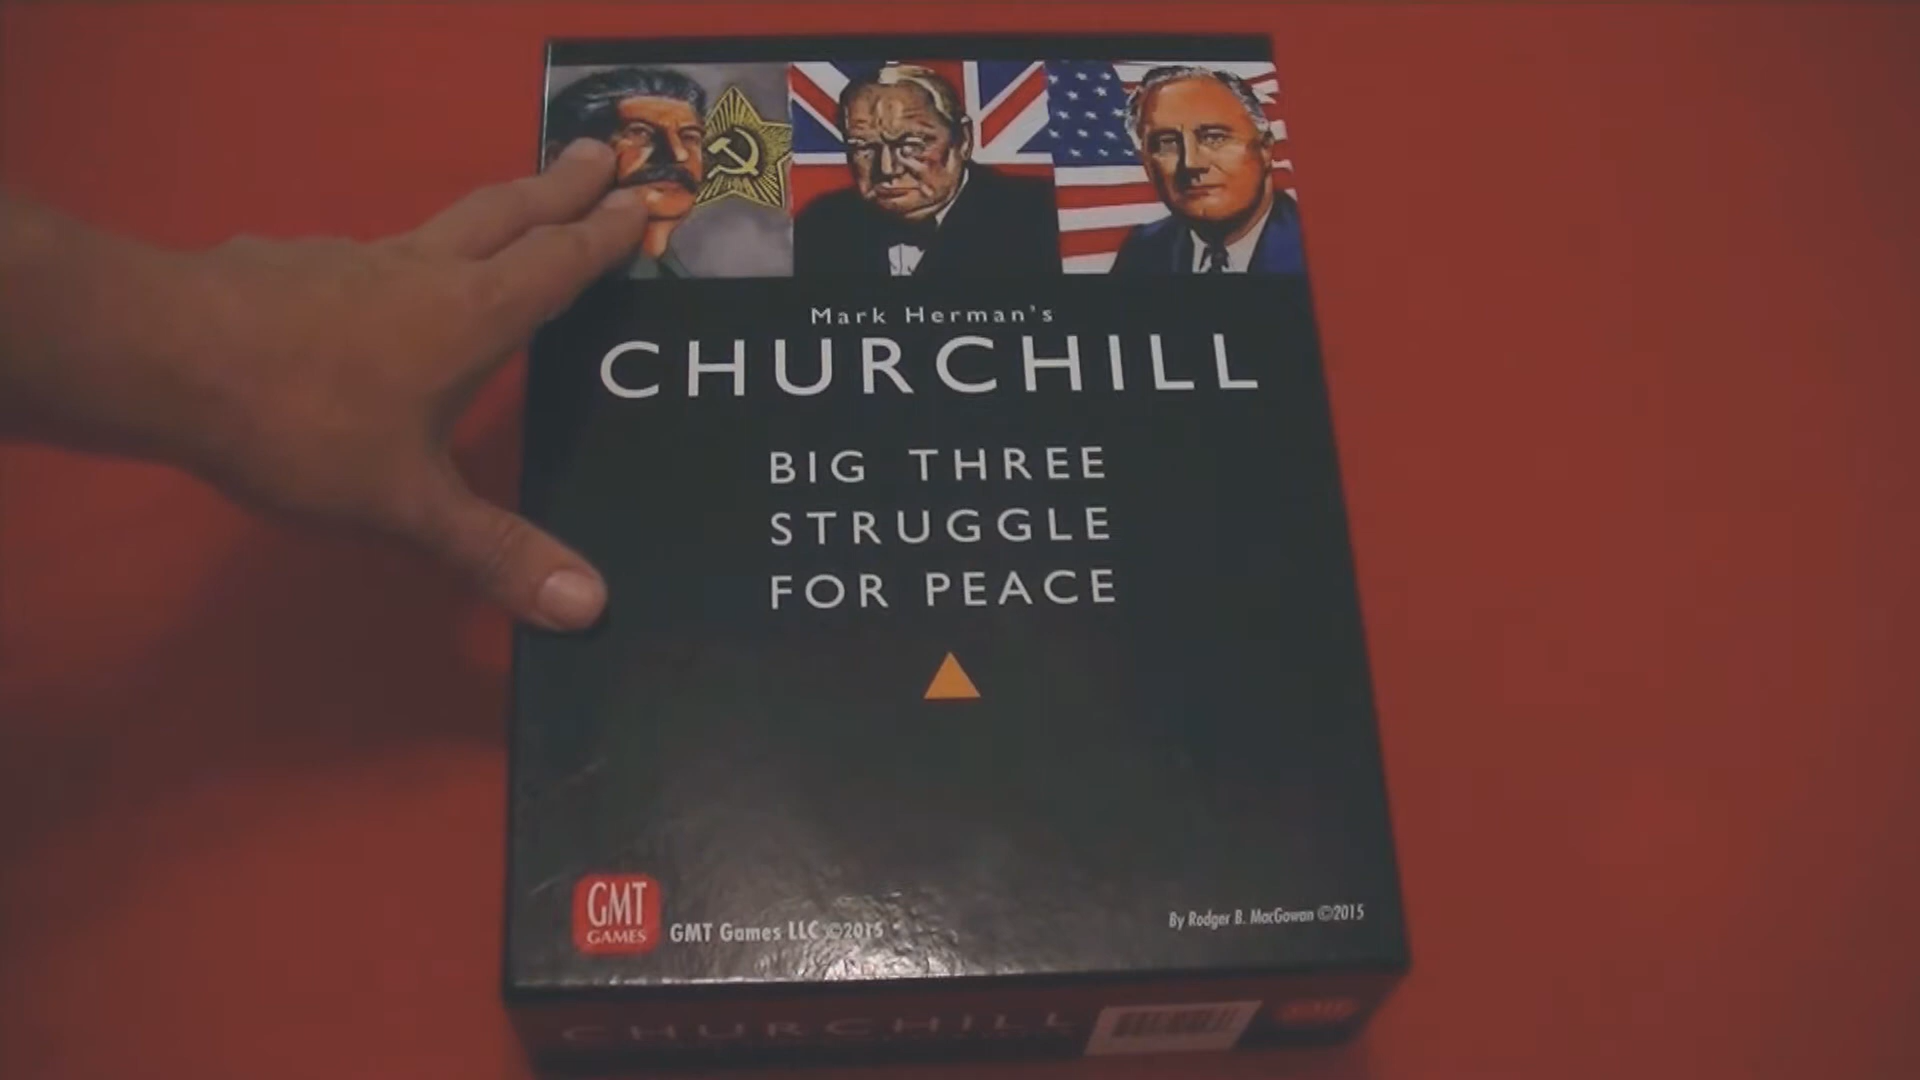 Mark Herman's
CHURCHILL
BIG THREE
STRUGGLE
FOR PEACE
GMT
GAMES
GMT Games LLC ©2015
By Rodger B. MacGowan ©2015
CHURCHILL